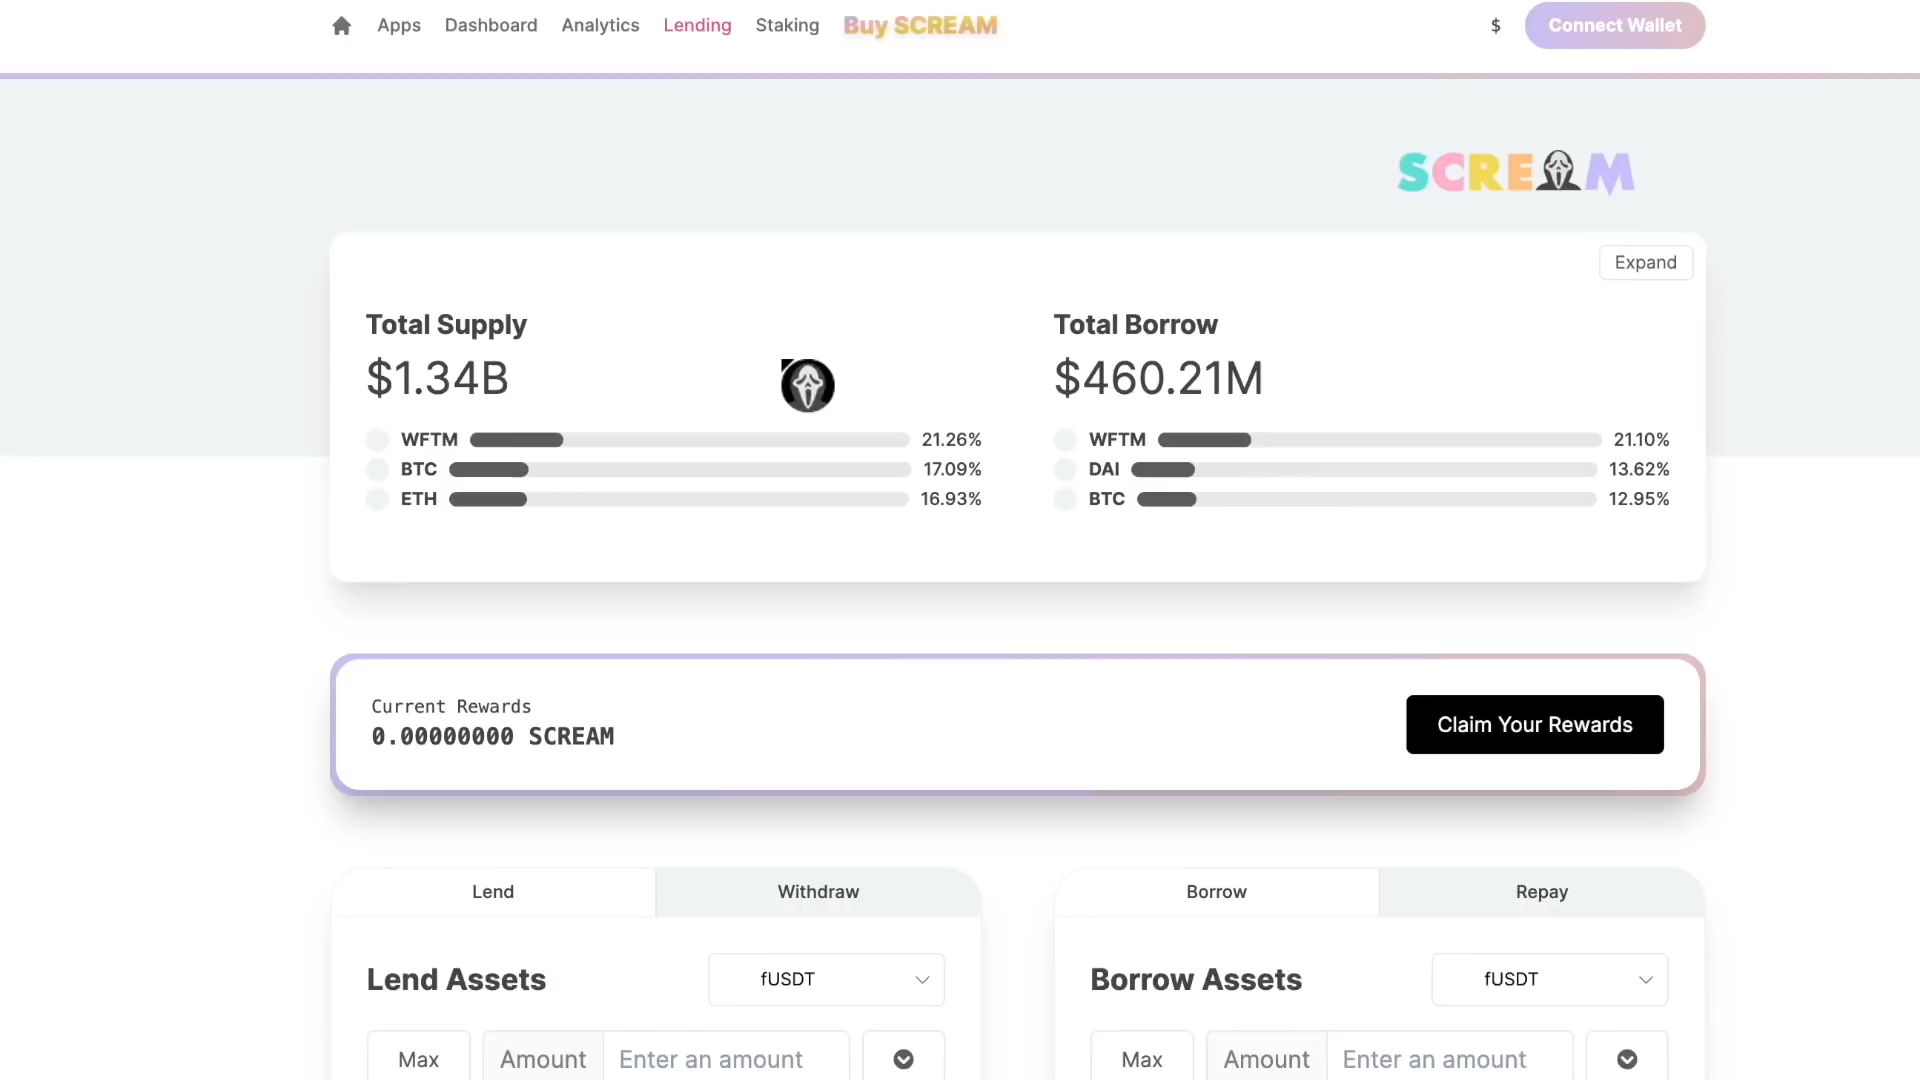 Apps Dashboard Analytics Lending Staking Buy SCREAM $ Connect Wallet
SCREAM
Expand
Total Supply
$1.34B
WFTM 21.26%
BTC 17.09%
ETH 16.93%
Total Borrow
$460.21M
WFTM 21.10%
DAI 13.62%
BTC 12.95%
Current Rewards
0.00000000 SCREAM
Claim Your Rewards
Lend Withdraw
Lend Assets fUSDT
Max Amount Enter an amount
Borrow Repay
Borrow Assets fUSDT
Max Amount Enter an amount